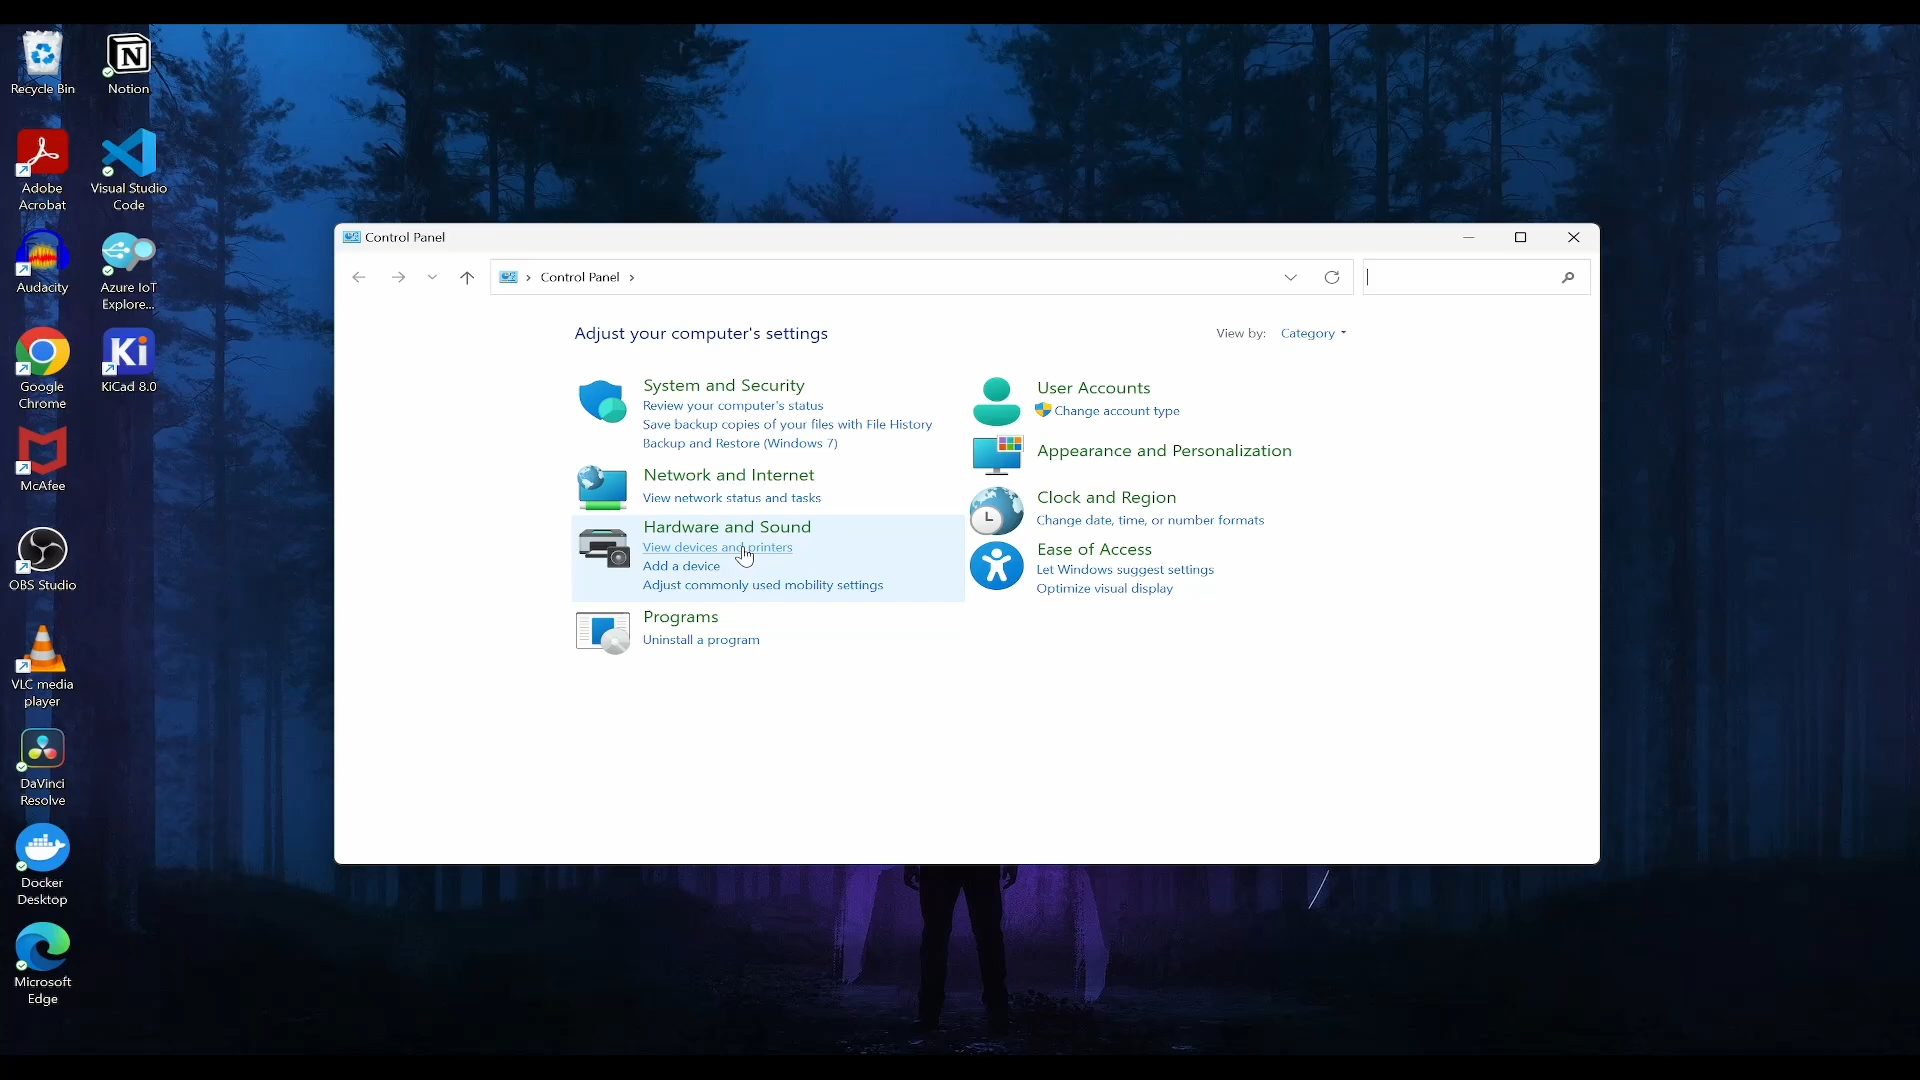 Recycle Bin
Notion
Adobe
Acrobat
Visual Studio
Code
Audacity
Azure IoT
Explore...
Google
Chrome
Ki
KiCad 8.0
McAfee
OBS Studio
VLC media
player
DaVinci
Resolve
Docker
Desktop
Microsoft
Edge
Control Panel
Control Panel
Adjust your computer's settings
View by: Category
System and Security
Review your computer's status
Save backup copies of your files with File History
Backup and Restore (Windows 7)
Network and Internet
View network status and tasks
Hardware and Sound
View devices and printers
Add a device
Adjust commonly used mobility settings
Programs
Uninstall a program
User Accounts
Change account type
Appearance and Personalization
Clock and Region
Change date, time, or number formats
Ease of Access
Let Windows suggest settings
Optimize visual display